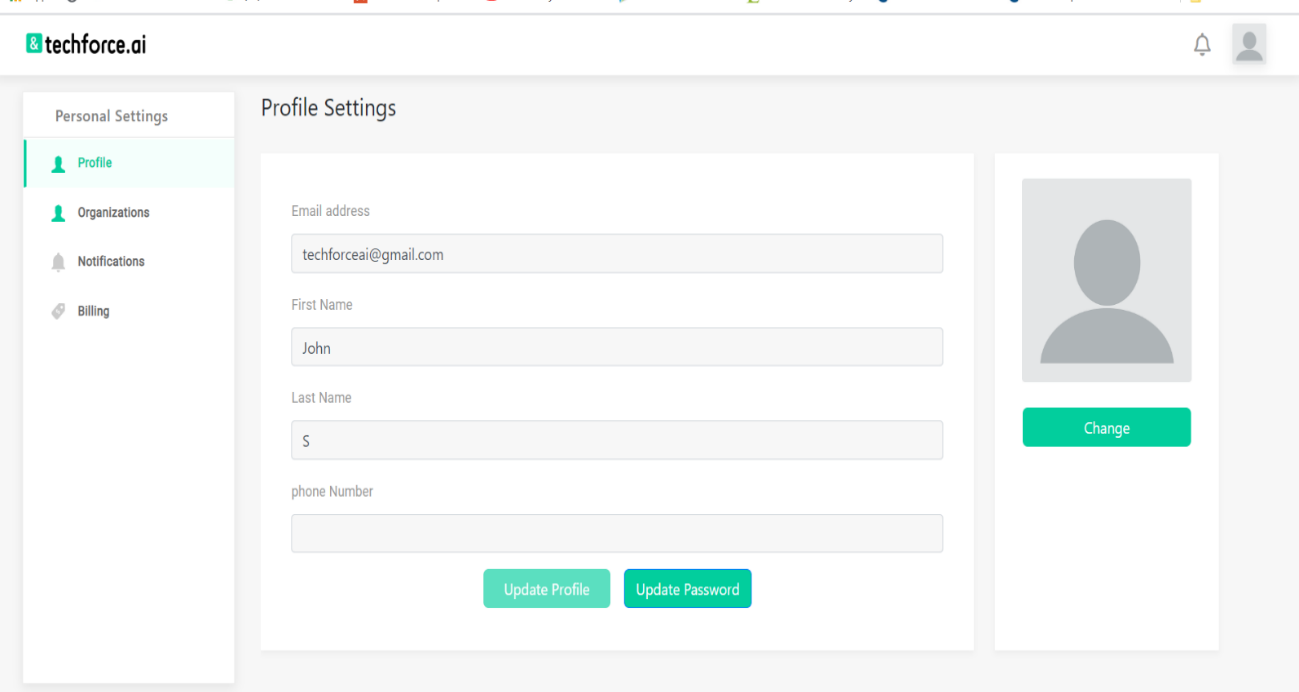 & techforce.ai
Personal Settings
Profile
Organizations
Notifications
Billing
Profile Settings
Email address
techforceai@gmail.com
First Name
John
Last Name
S
phone Number
Update Profile
Update Password
Change